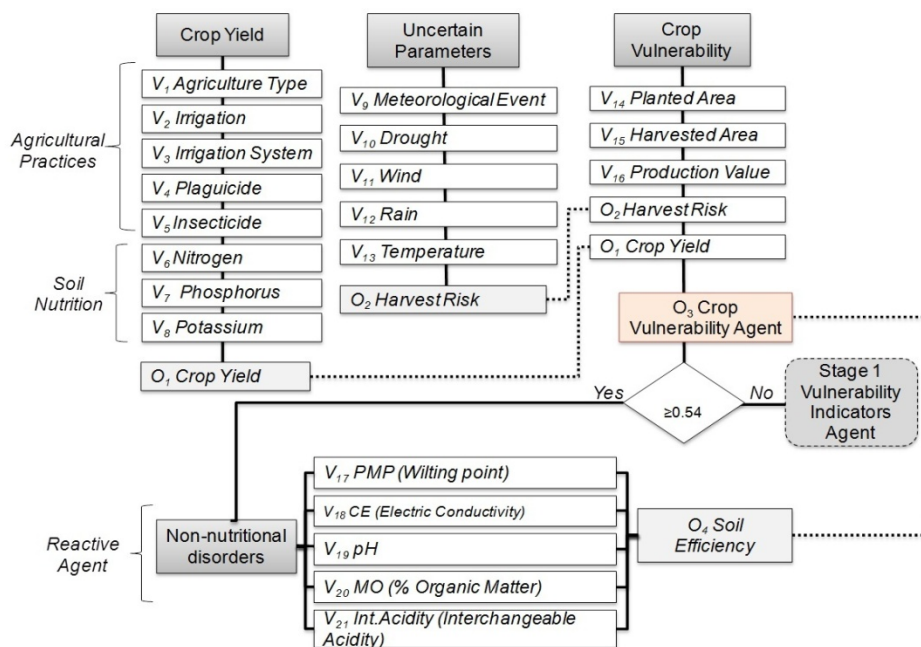 Crop Yield
Agricultural
Practices
V₁ Agriculture Type
V₂ Irrigation
V₃ Irrigation System
V₄ Plaguicide
V₅ Insecticide
Soil
Nutrition
V₆ Nitrogen
V₇ Phosphorus
V₈ Potassium
O₁ Crop Yield
Uncertain
Parameters
V₉ Meteorological Event
V₁₀ Drought
V₁₁ Wind
V₁₂ Rain
V₁₃ Temperature
O₂ Harvest Risk
Crop
Vulnerability
V₁₄ Planted Area
V₁₅ Harvested Area
V₁₆ Production Value
O₂ Harvest Risk
O₁ Crop Yield
O₃ Crop
Vulnerability Agent
Yes
≥0.54
No
Stage 1
Vulnerability
Indicators
Agent
Reactive
Agent
Non-nutritional
disorders
V₁₇ PMP (Wilting point)
V₁₈ CE (Electric Conductivity)
V₁₉ pH
V₂₀ MO (% Organic Matter)
V₂₁ Int.Acidity (Interchangeable
Acidity)
O₄ Soil
Efficiency